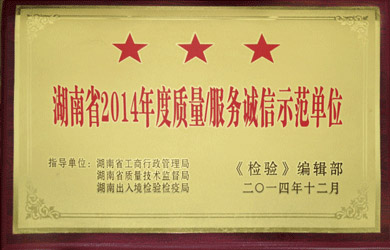 湖南省2014年度质量/服务诚信示范单位
指导单位:湖南省工商行政管理局
湖南省质量技术监督局
湖南出入境检验检疫局
《检验》编辑部
二〇一四年十二月